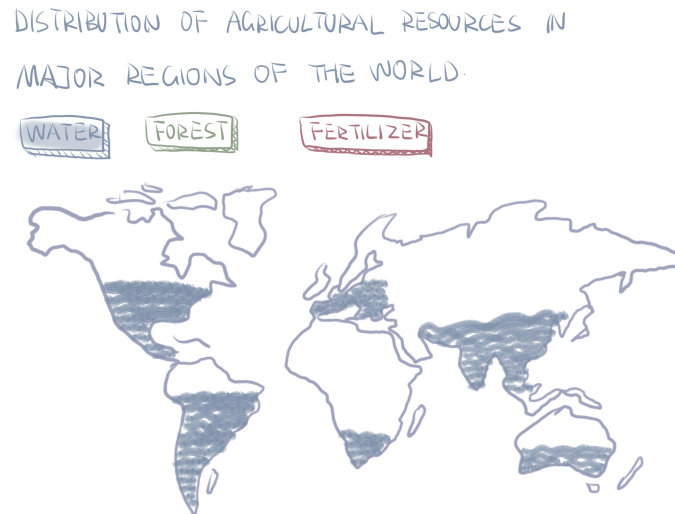 DISTRIBUTION OF AGRICULTURAL RESOURCES IN
MAJOR REGIONS OF THE WORLD.
WATER FOREST FERTILIZER